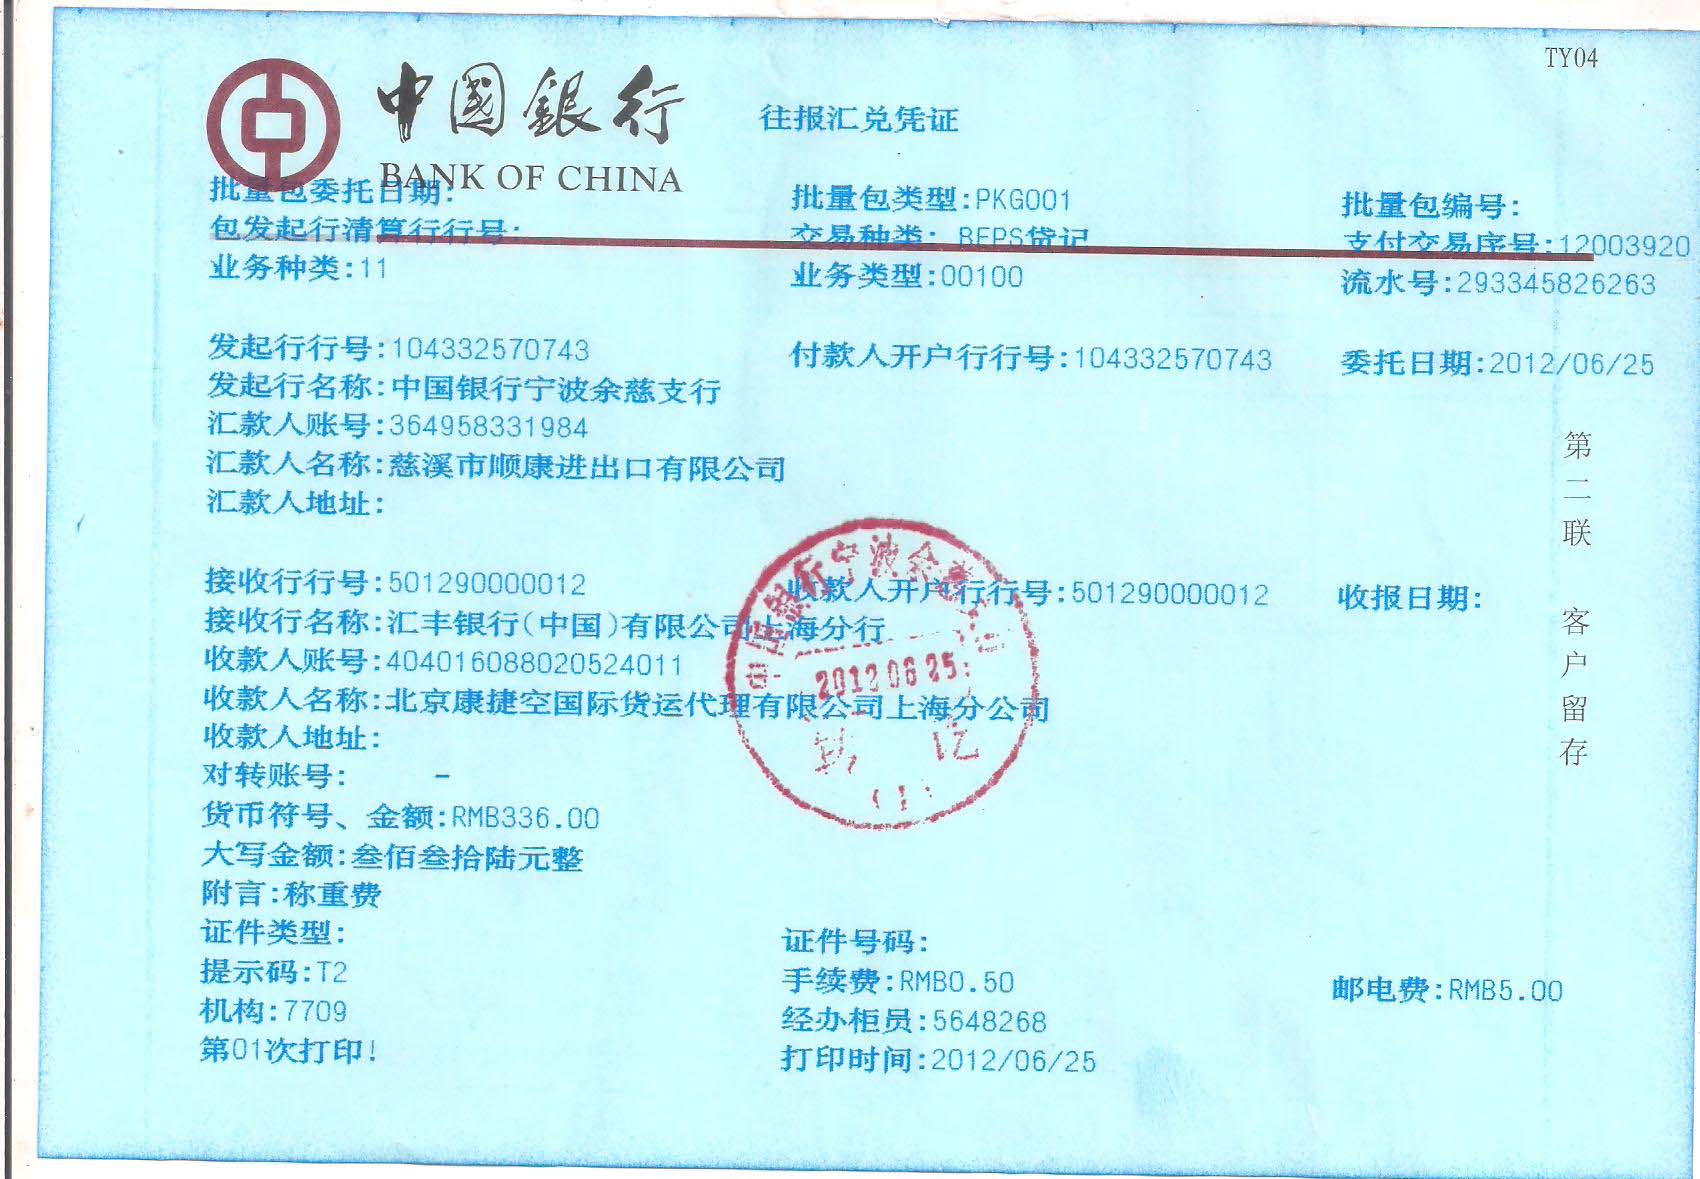 TY04
中國銀行
BANK OF CHINA
往报汇兑凭证
批量包委托日期: 批量包类型:PKG001 批量包编号:
包发起行清算行行号: 交易种类: BEPS贷记 支付交易序号:12003920
业务种类:11 业务类型:00100 流水号:293345826263
发起行行号:104332570743 付款人开户行行号:104332570743 委托日期:2012/06/25
发起行名称:中国银行宁波余慈支行
汇款人账号:364958331984
汇款人名称:慈溪市顺康进出口有限公司
汇款人地址:
接收行行号:501290000012 收款人开户行行号:501290000012 收报日期:
接收行名称:汇丰银行(中国)有限公司上海分行
收款人账号:404016088020524011
收款人名称:北京康捷空国际货运代理有限公司上海分公司
收款人地址:
对转账号: -
货币符号、金额:RMB336.00
大写金额:叁佰叁拾陆元整
附言:称重费
证件类型: 证件号码:
提示码:T2 手续费:RMB0.50 邮电费:RMB5.00
机构:7709 经办柜员:5648268
第01次打印! 打印时间:2012/06/25
第二联 客户留存
中国银行宁波余
2012 06 25
讫
(1)